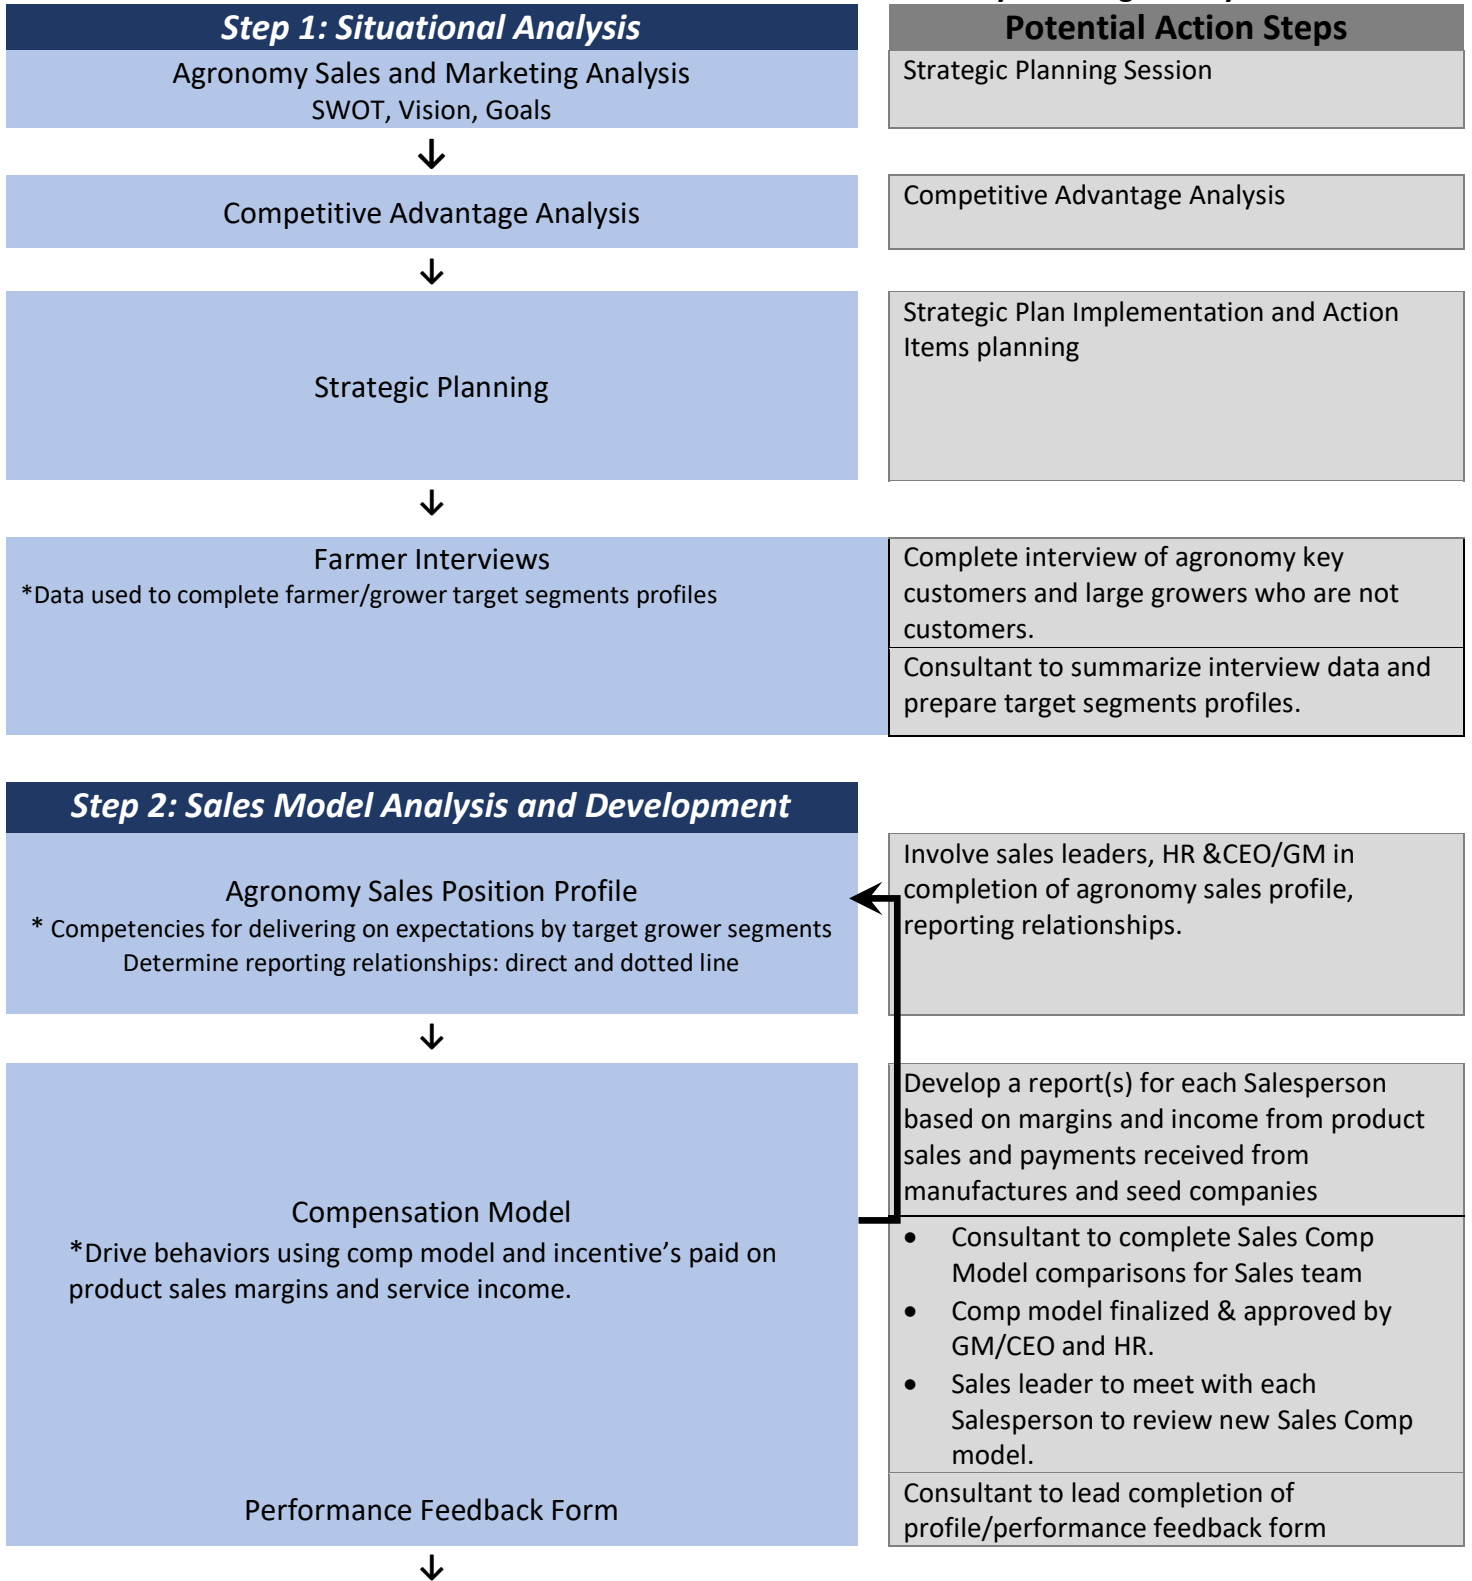 Step 1: Situational Analysis
Potential Action Steps
Agronomy Sales and Marketing Analysis
SWOT, Vision, Goals
Strategic Planning Session
Competitive Advantage Analysis
Competitive Advantage Analysis
Strategic Planning
Strategic Plan Implementation and Action
Items planning
Farmer Interviews
*Data used to complete farmer/grower target segments profiles
Complete interview of agronomy key
customers and large growers who are not
customers.
Consultant to summarize interview data and
prepare target segments profiles.
Step 2: Sales Model Analysis and Development
Agronomy Sales Position Profile
* Competencies for delivering on expectations by target grower segments
Determine reporting relationships: direct and dotted line
Involve sales leaders, HR &CEO/GM in
completion of agronomy sales profile,
reporting relationships.
Compensation Model
*Drive behaviors using comp model and incentive's paid on
product sales margins and service income.
Develop a report(s) for each Salesperson
based on margins and income from product
sales and payments received from
manufactures and seed companies
• Consultant to complete Sales Comp
Model comparisons for Sales team
• Comp model finalized & approved by
GM/CEO and HR.
• Sales leader to meet with each
Salesperson to review new Sales Comp
model.
Performance Feedback Form
Consultant to lead completion of
profile/performance feedback form